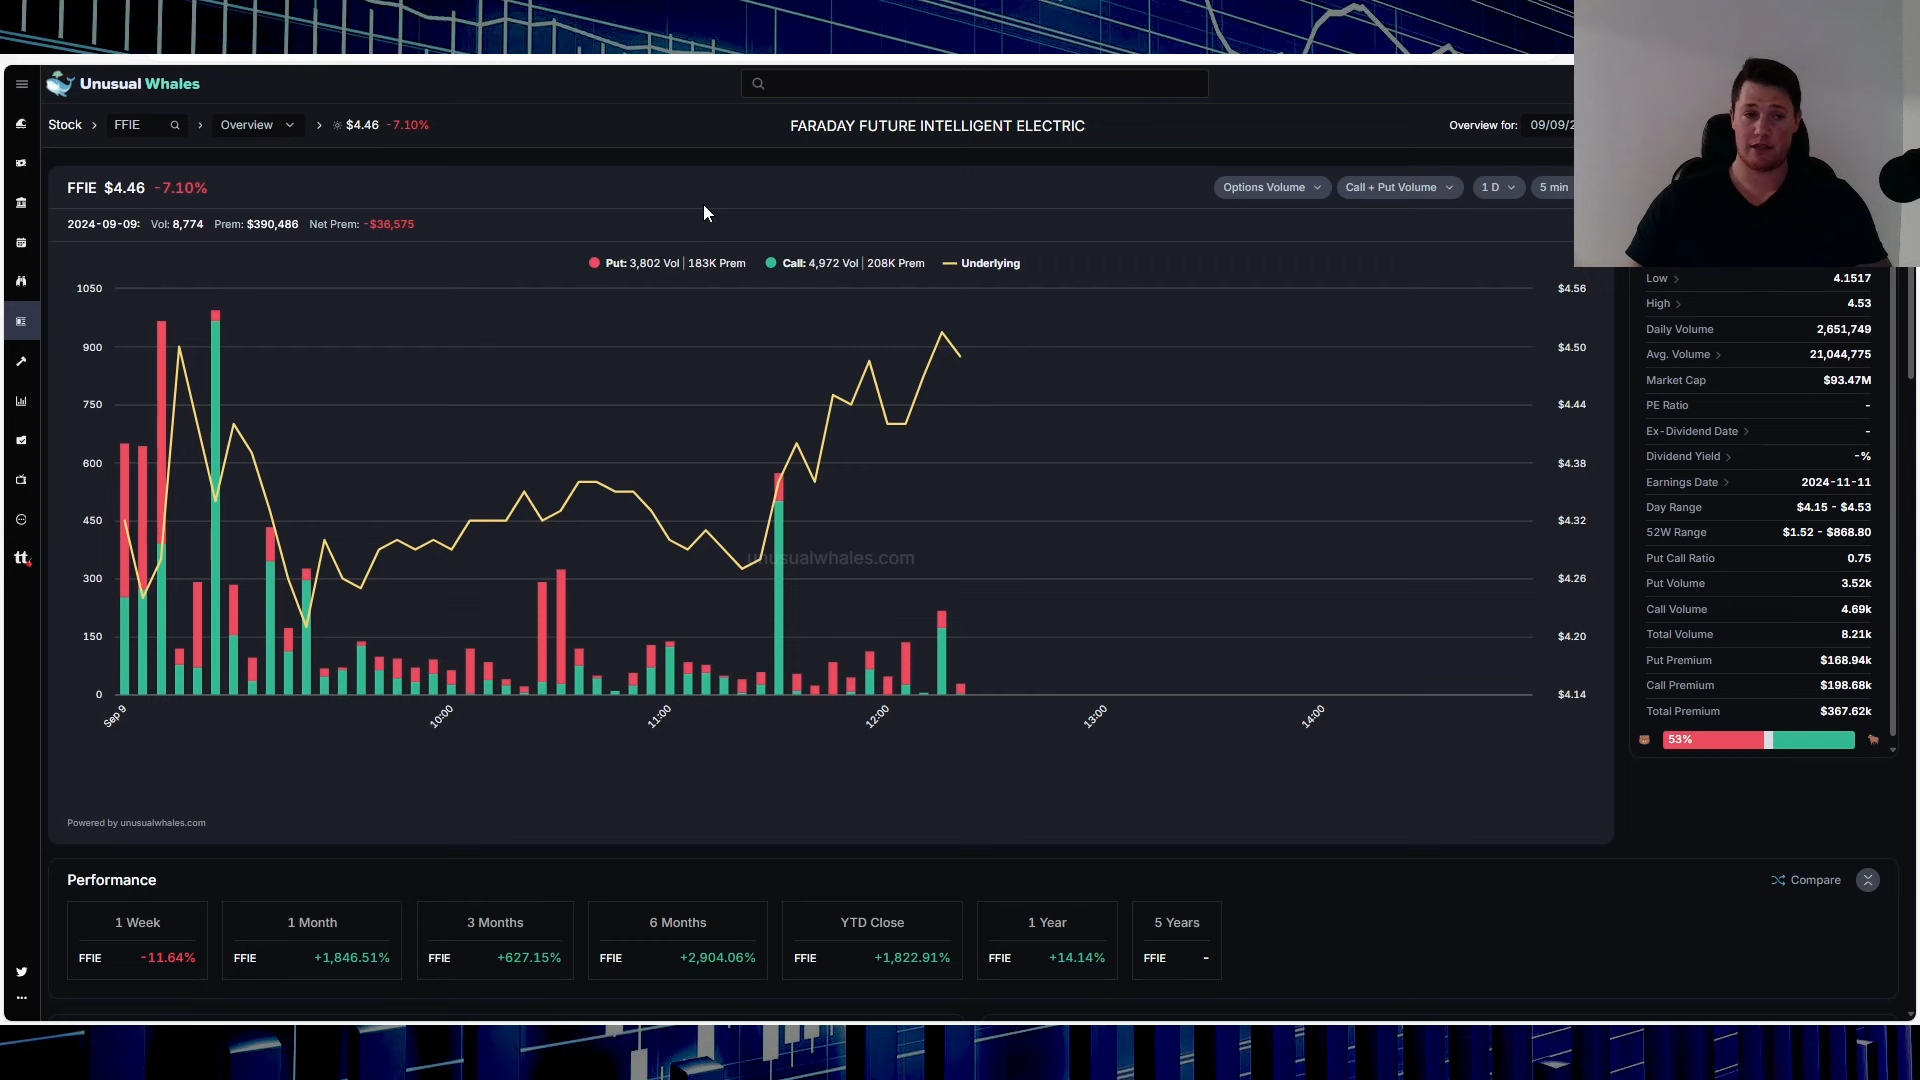 Unusual Whales
Stock > FFIE > Overview > $4.46 -7.10%
FARADAY FUTURE INTELLIGENT ELECTRIC
Overview for: 09/09/2
FFIE $4.46 -7.10%
Options Volume
Call + Put Volume
1 D
5 min
2024-09-09: Vol: 8,774 Prem: $390,486 Net Prem: -$36,575
Put: 3,802 Vol | 183K Prem Call: 4,972 Vol | 208K Prem Underlying
1050
900
750
600
450
300
150
0
$4.56
$4.50
$4.44
$4.38
$4.32
$4.26
$4.20
$4.14
unusualwhales.com
Sep 9
10:00
11:00
12:00
13:00
14:00
Powered by unusualwhales.com
Low > 4.1517
High > 4.53
Daily Volume 2,651,749
Avg. Volume > 21,044,775
Market Cap $93.47M
PE Ratio -
Ex-Dividend Date > -
Dividend Yield > -%
Earnings Date > 2024-11-11
Day Range $4.15 - $4.53
52W Range $1.52 - $868.80
Put Call Ratio 0.75
Put Volume 3.52k
Call Volume 4.69k
Total Volume 8.21k
Put Premium $168.94k
Call Premium $198.68k
Total Premium $367.62k
53%
tt
Performance
Compare
1 Week
FFIE -11.64%
1 Month
FFIE +1,846.51%
3 Months
FFIE +627.15%
6 Months
FFIE +2,904.06%
YTD Close
FFIE +1,822.91%
1 Year
FFIE +14.14%
5 Years
FFIE -